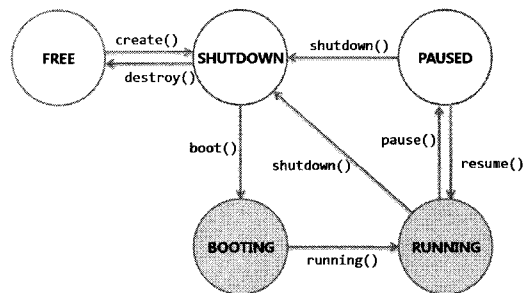 create()
shutdown()
FREE
SHUTDOWN
PAUSED
destroy()
boot()
shutdown()
pause()
resume()
BOOTING
RUNNING
running()